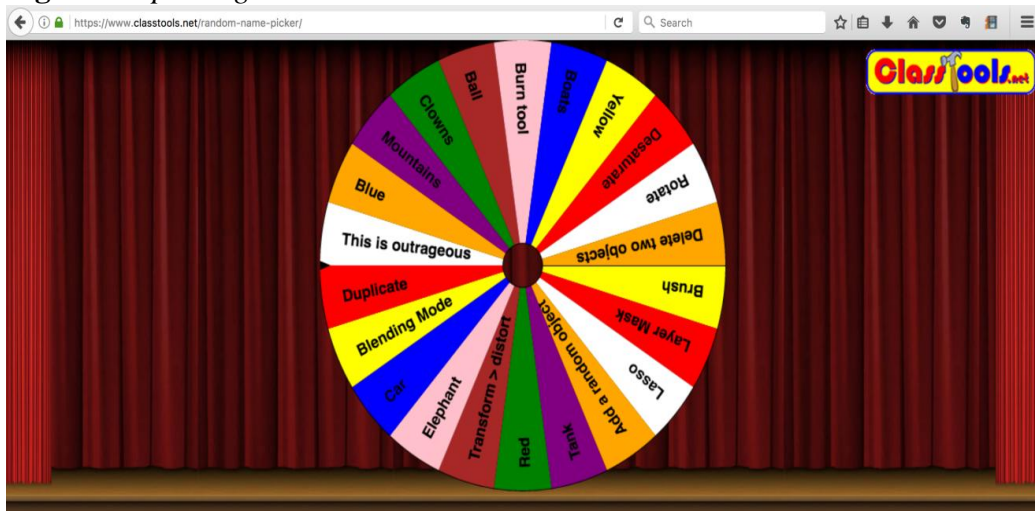 https://www.classtools.net/random-name-picker/
Search
ClassTools.net
Burn tool
Boats
Yellow
Desaturate
Rotate
Delete two objects
Brush
Layer Mask
Lasso
Add a random object
Tank
Red
Transform > distort
Elephant
Car
Blending Mode
Duplicate
This is outrageous
Blue
Mountains
Clowns
Ball